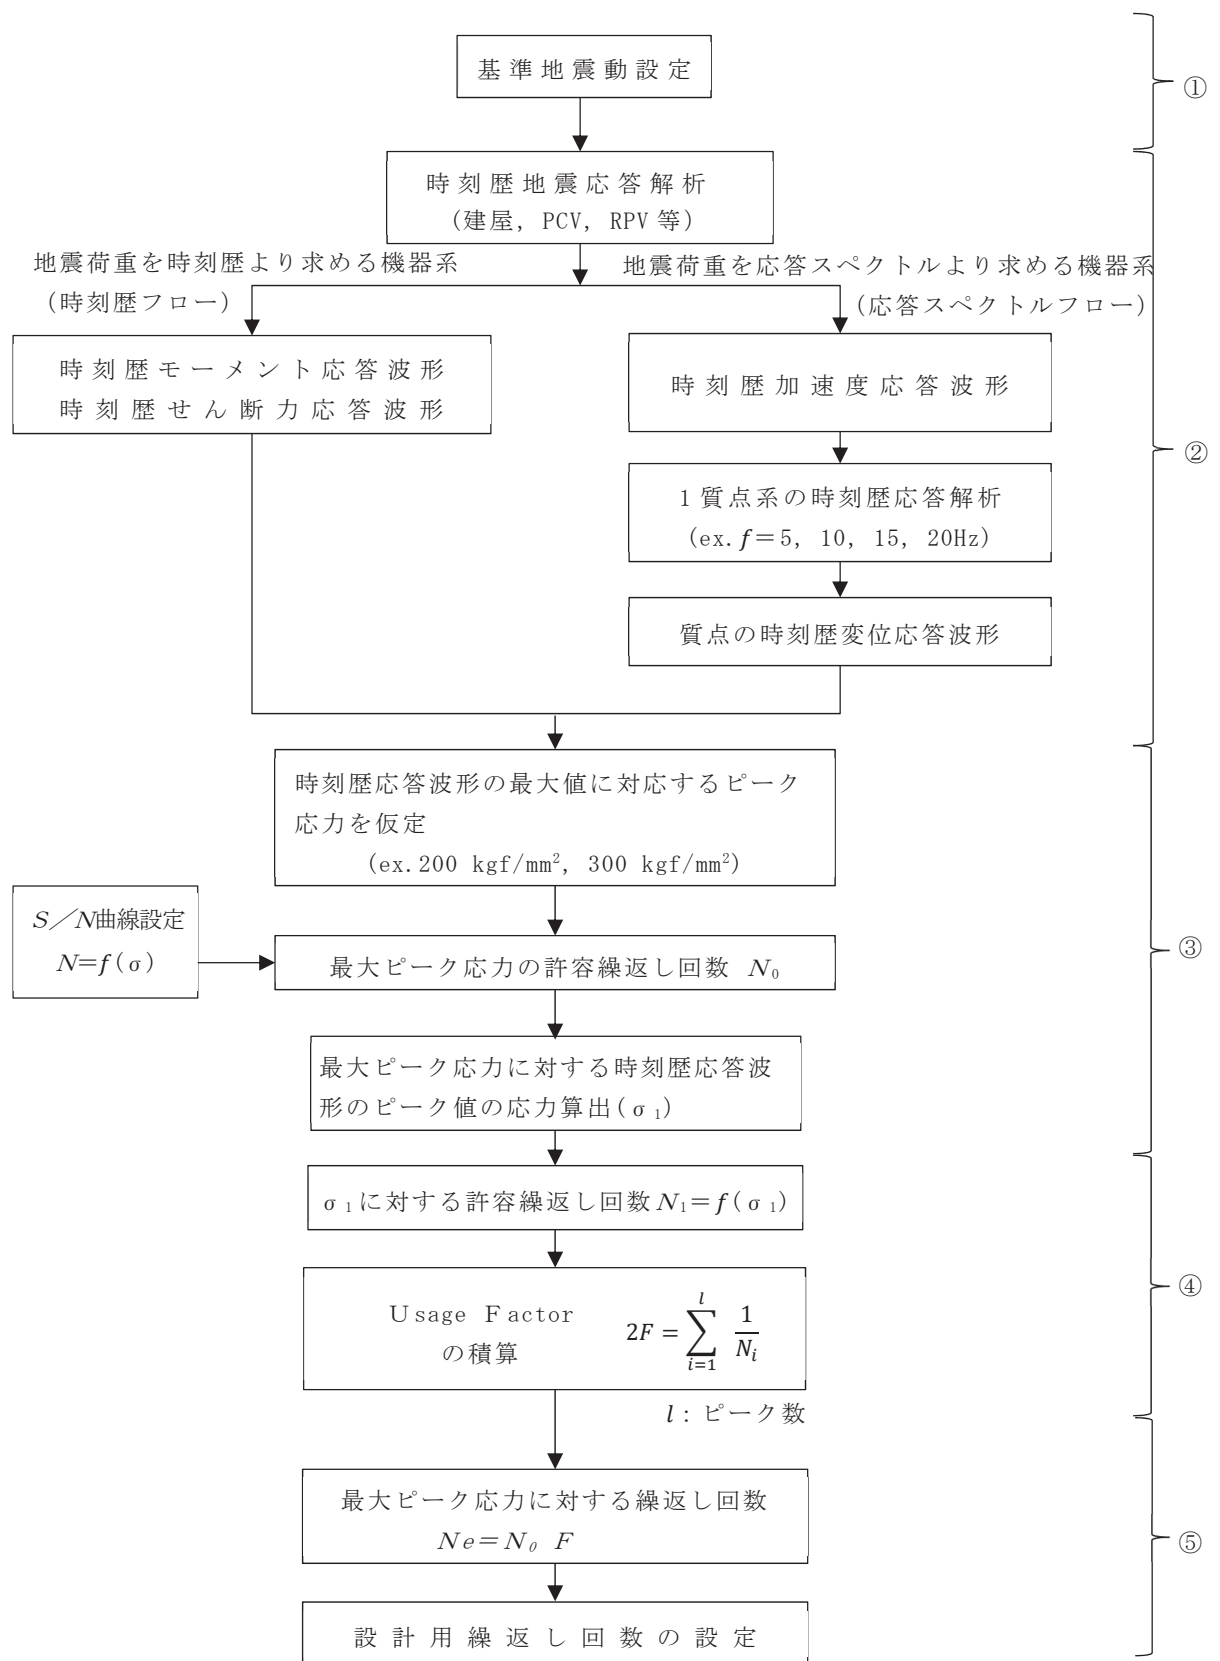 基準地震動設定
①
時刻歴地震応答解析
(建屋, PCV, RPV 等)
地震荷重を時刻歴より求める機器系
(時刻歴フロー)
地震荷重を応答スペクトルより求める機器系
(応答スペクトルフロー)
時刻歴モーメント応答波形
時刻歴せん断力応答波形
時刻歴加速度応答波形
②
1 質点系の時刻歴応答解析
(ex. f＝5, 10, 15, 20Hz)
質点の時刻歴変位応答波形
時刻歴応答波形の最大値に対応するピーク
応力を仮定
(ex. 200 kgf/mm², 300 kgf/mm²)
S／N曲線設定
N＝f(σ)
最大ピーク応力の許容繰返し回数 N₀
③
最大ピーク応力に対する時刻歴応答波
形のピーク値の応力算出(σ₁)
σ₁に対する許容繰返し回数N₁＝f(σ₁)
Ｕsage Ｆactor
の積算
2F = \sum_{i=1}^{l} \frac{1}{N_i}
④
l：ピーク数
最大ピーク応力に対する繰返し回数
Ne＝N₀ F
⑤
設計用繰返し回数の設定